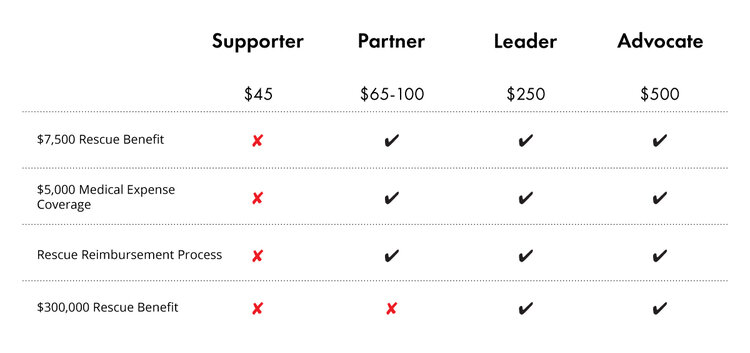 Supporter Partner Leader Advocate
$45 $65-100 $250 $500
$7,500 Rescue Benefit ✘ ✔ ✔ ✔
$5,000 Medical Expense
Coverage ✘ ✔ ✔ ✔
Rescue Reimbursement Process ✘ ✔ ✔ ✔
$300,000 Rescue Benefit ✘ ✘ ✔ ✔